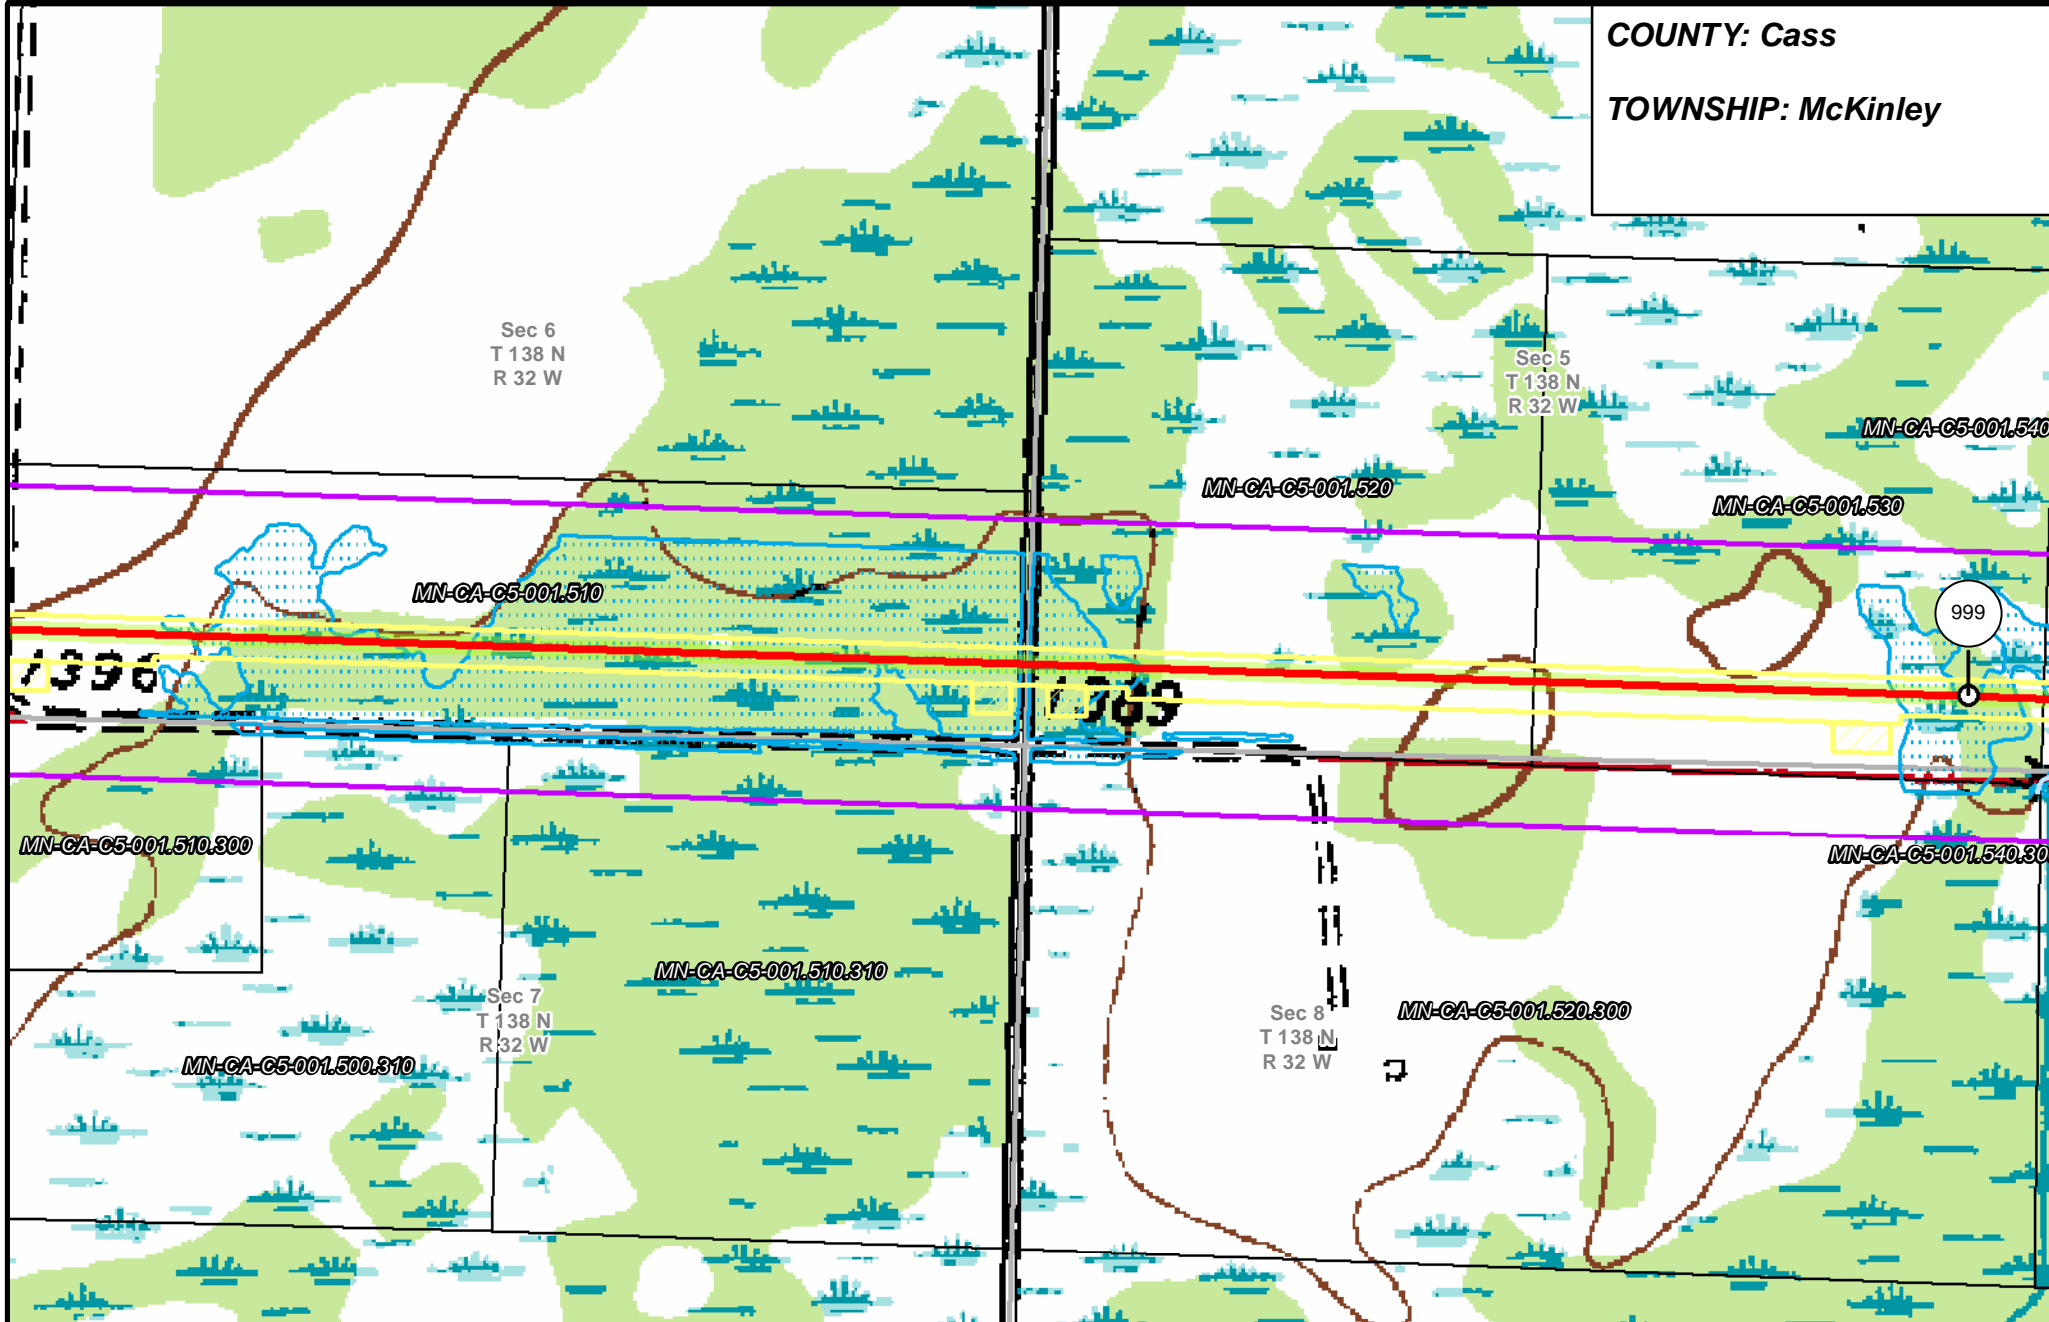 COUNTY: Cass
TOWNSHIP: McKinley
Sec 6
T 138 N
R 32 W
Sec 5
T 138 N
R 32 W
MN-CA-C5-001.540
MN-CA-C5-001.520
MN-CA-C5-001.530
MN-CA-C5-001.510
999
1396
1389
MN-CA-C5-001.510.300
MN-CA-C5-001.540.30
MN-CA-C5-001.510.310
Sec 7
T 138 N
R 32 W
Sec 8
T 138 N
R 32 W
MN-CA-C5-001.520.300
MN-CA-C5-001.500.310